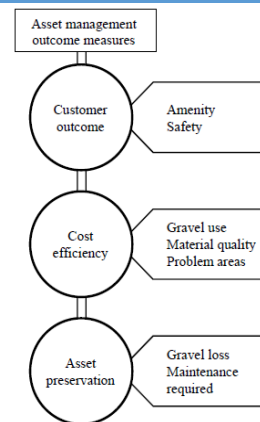 Asset management
outcome measures
Customer
outcome
Amenity
Safety
Cost
efficiency
Gravel use
Material quality
Problem areas
Asset
preservation
Gravel loss
Maintenance
required